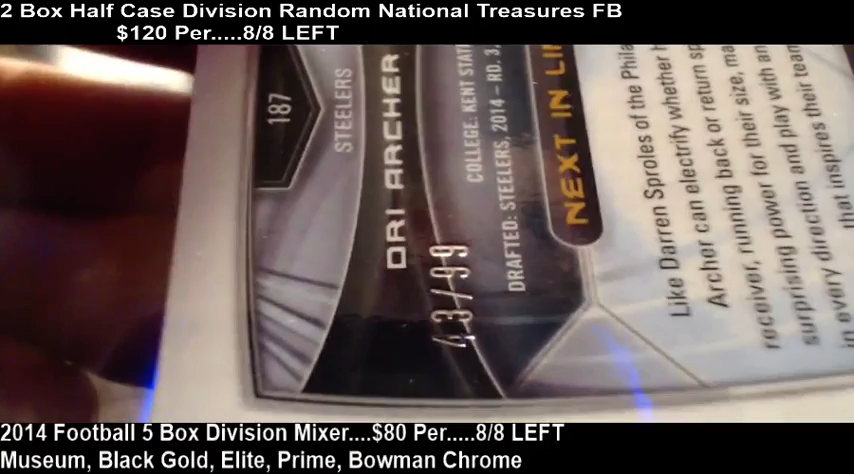 2 Box Half Case Division Random National Treasures FB
$120 Per.....8/8 LEFT
187
STEELERS
DRI ARCHER
43/99
COLLEGE: KENT STAT
DRAFTED: STEELERS, 2014 – RD. 3,
NEXT IN LIN
Like Darren Sproles of the Phila
Archer can electrify whether h
receiver, running back or return sp
surprising power for their size, ma
in every direction and play with an
that inspires their team
2014 Football 5 Box Division Mixer....$80 Per.....8/8 LEFT
Museum, Black Gold, Elite, Prime, Bowman Chrome